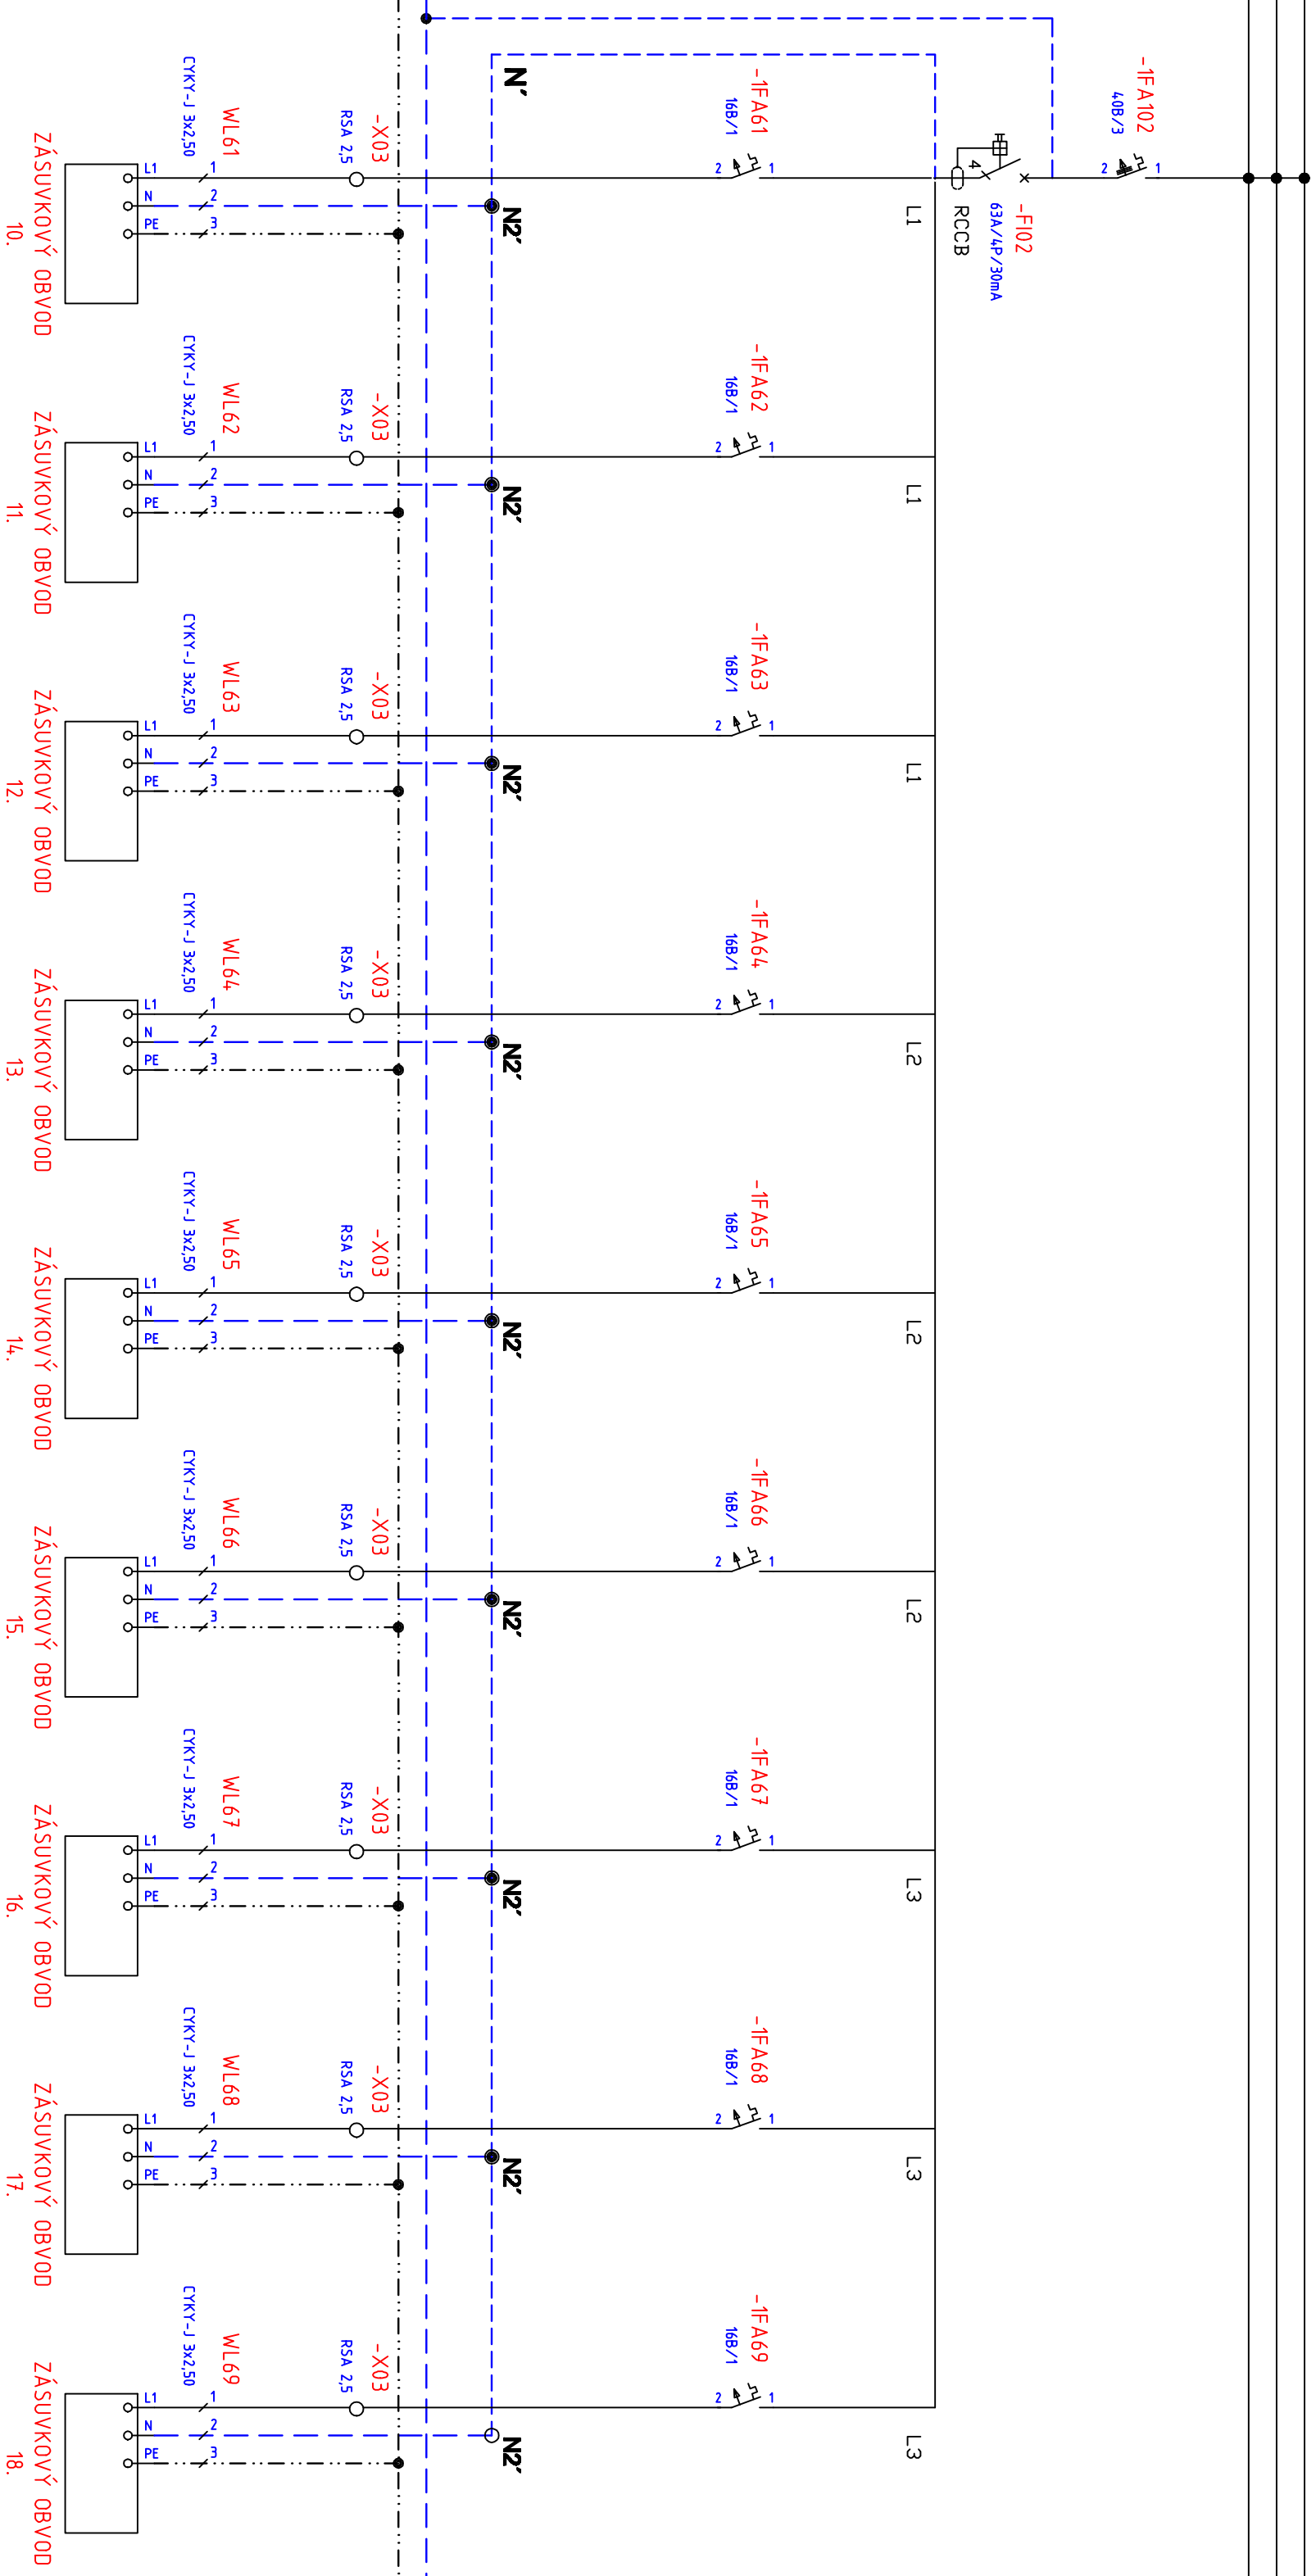 -1FA102
40B/3
1
2
-FI02
63A/4P/30mA
4
RCCB
N'
L1
L1
L1
L2
L2
L2
L3
L3
L3
-1FA61
16B/1
1
2
-1FA62
16B/1
1
2
-1FA63
16B/1
1
2
-1FA64
16B/1
1
2
-1FA65
16B/1
1
2
-1FA66
16B/1
1
2
-1FA67
16B/1
1
2
-1FA68
16B/1
1
2
-1FA69
16B/1
1
2
N2'
N2'
N2'
N2'
N2'
N2'
N2'
N2'
N2'
-X03
RSA 2,5
-X03
RSA 2,5
-X03
RSA 2,5
-X03
RSA 2,5
-X03
RSA 2,5
-X03
RSA 2,5
-X03
RSA 2,5
-X03
RSA 2,5
-X03
RSA 2,5
WL61
CYKY-J 3x2,50
1 2 3
L1 N PE
ZÁSUVKOVÝ OBVOD
10.
WL62
CYKY-J 3x2,50
1 2 3
L1 N PE
ZÁSUVKOVÝ OBVOD
11.
WL63
CYKY-J 3x2,50
1 2 3
L1 N PE
ZÁSUVKOVÝ OBVOD
12.
WL64
CYKY-J 3x2,50
1 2 3
L1 N PE
ZÁSUVKOVÝ OBVOD
13.
WL65
CYKY-J 3x2,50
1 2 3
L1 N PE
ZÁSUVKOVÝ OBVOD
14.
WL66
CYKY-J 3x2,50
1 2 3
L1 N PE
ZÁSUVKOVÝ OBVOD
15.
WL67
CYKY-J 3x2,50
1 2 3
L1 N PE
ZÁSUVKOVÝ OBVOD
16.
WL68
CYKY-J 3x2,50
1 2 3
L1 N PE
ZÁSUVKOVÝ OBVOD
17.
WL69
CYKY-J 3x2,50
1 2 3
L1 N PE
ZÁSUVKOVÝ OBVOD
18.